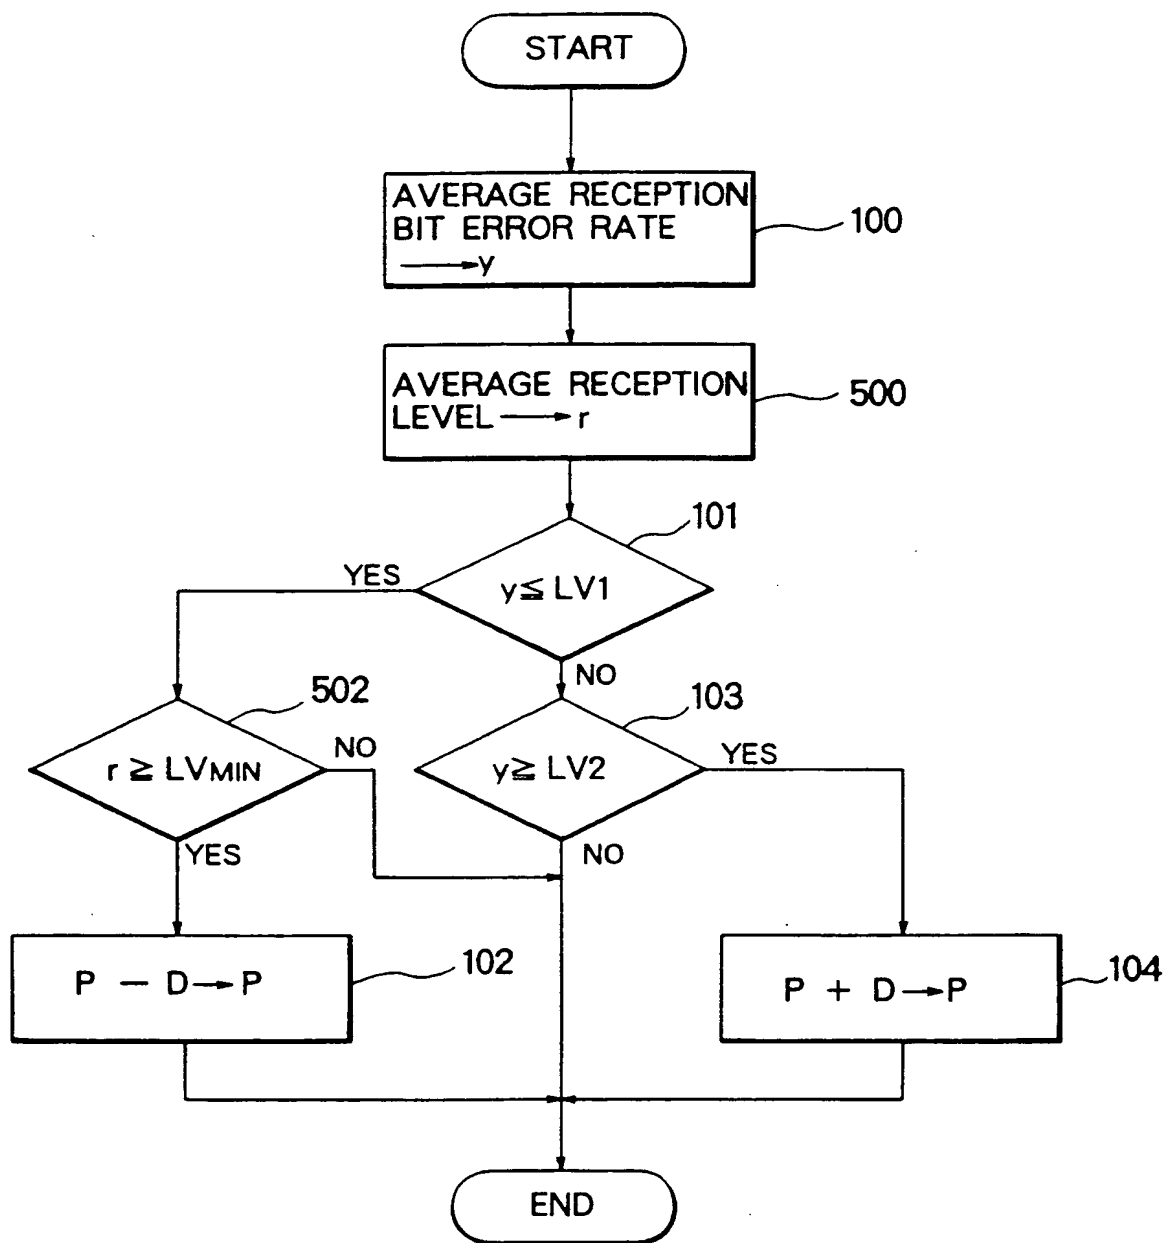 START
AVERAGE RECEPTION
BIT ERROR RATE
→y
100
AVERAGE RECEPTION
LEVEL → r
500
101
YES
y≦LV1
NO
502
103
r ≧ LVMIN
NO
y≧LV2
YES
YES
NO
P − D→P
102
P + D→P
104
END